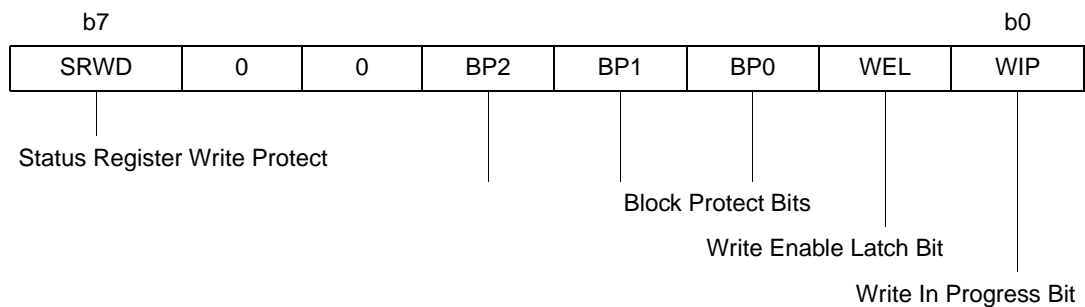 b7 b0
SRWD 0 0 BP2 BP1 BP0 WEL WIP
Status Register Write Protect
Block Protect Bits
Write Enable Latch Bit
Write In Progress Bit